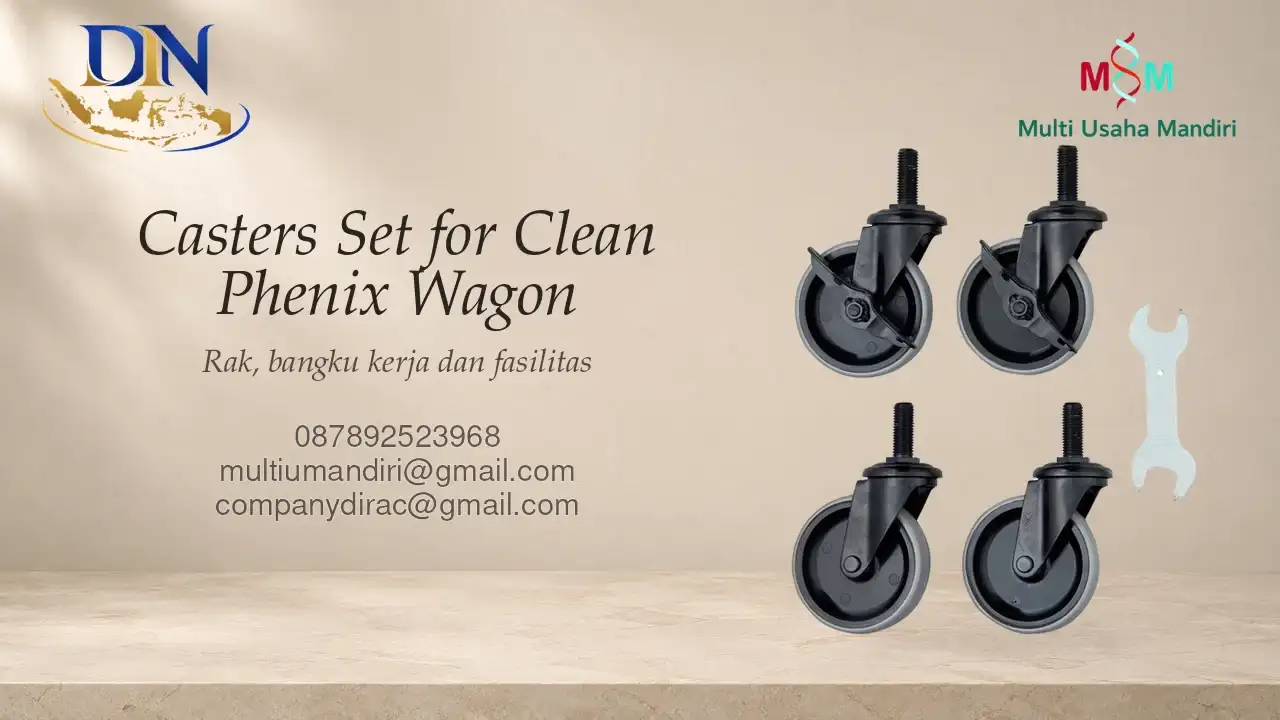 DIN
MSM
Multi Usaha Mandiri
Casters Set for Clean
Phenix Wagon
Rak, bangku kerja dan fasilitas
087892523968
multiumandiri@gmail.com
companydirac@gmail.com